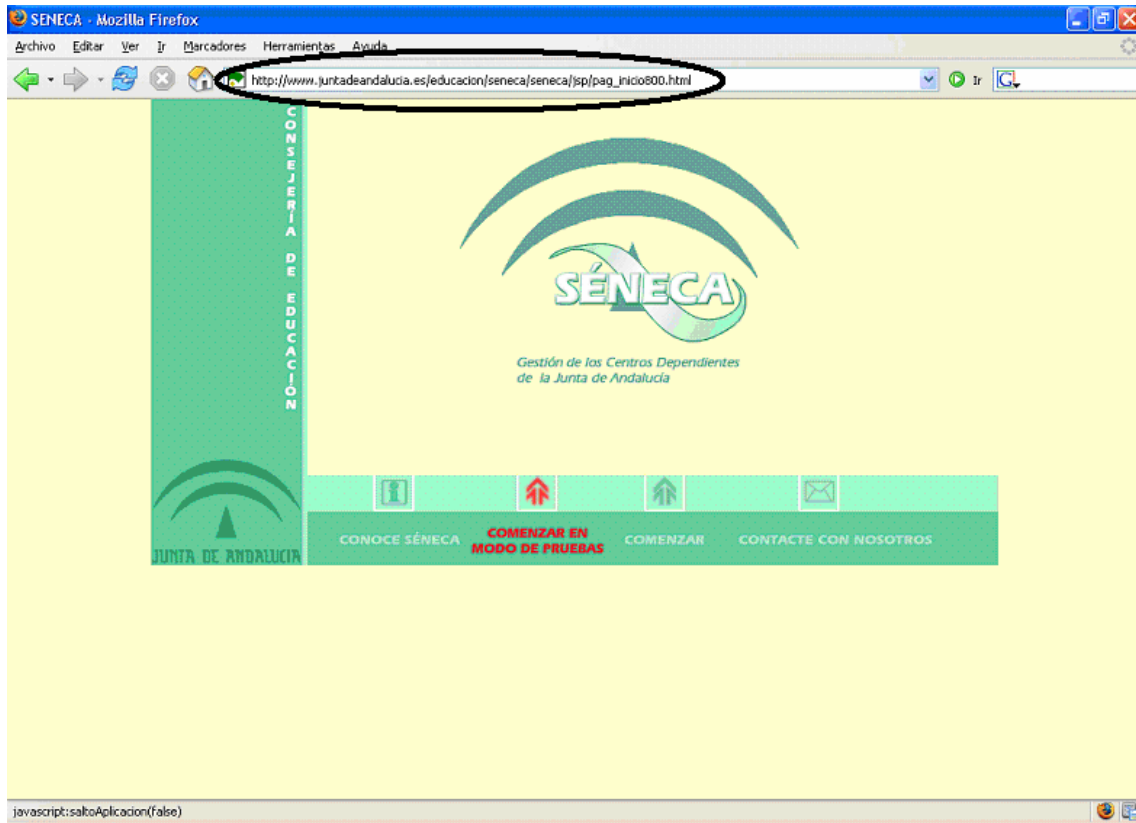 SENECA - Mozilla Firefox
Archivo Editar Ver Ir Marcadores Herramientas Ayuda
http://www.juntadeandalucia.es/educacion/seneca/seneca/jsp/pag_inicio800.html
Ir
G
CONSEJERÍA DE EDUCACIÓN
SÉNECA
Gestión de los Centros Dependientes
de la Junta de Andalucía
JUNTA DE ANDALUCIA
CONOCE SÉNECA
COMENZAR EN
MODO DE PRUEBAS
COMENZAR
CONTACTE CON NOSOTROS
javascript:saltoAplicacion(false)